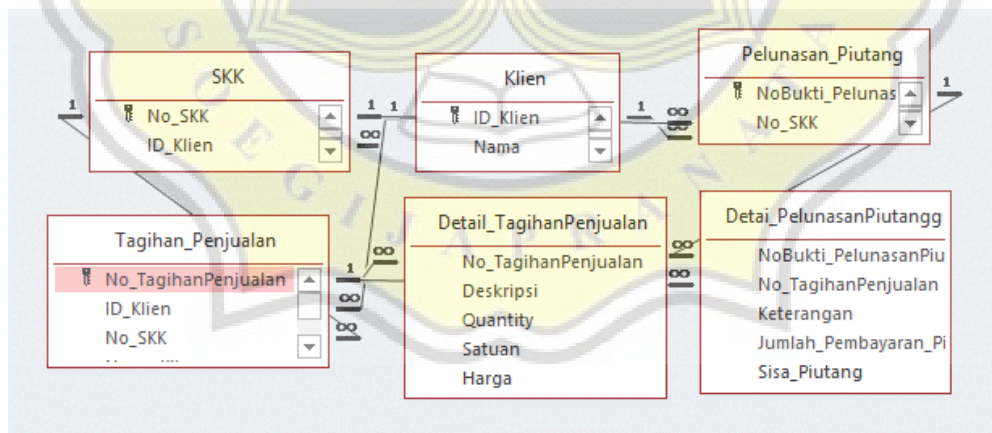 SKK
No_SKK
ID_Klien
Klien
ID_Klien
Nama
Pelunasan_Piutang
NoBukti_Pelunas
No_SKK
1
1
1
∞
1
∞
∞
1
Tagihan_Penjualan
No_TagihanPenjualan
ID_Klien
No_SKK
1
∞
∞
∞
Detail_TagihanPenjualan
No_TagihanPenjualan
Deskripsi
Quantity
Satuan
Harga
Detai_PelunasanPiutangg
NoBukti_PelunasanPiu
No_TagihanPenjualan
Keterangan
Jumlah_Pembayaran_Pi
Sisa_Piutang
∞
∞
SOEGIJAPRANATA